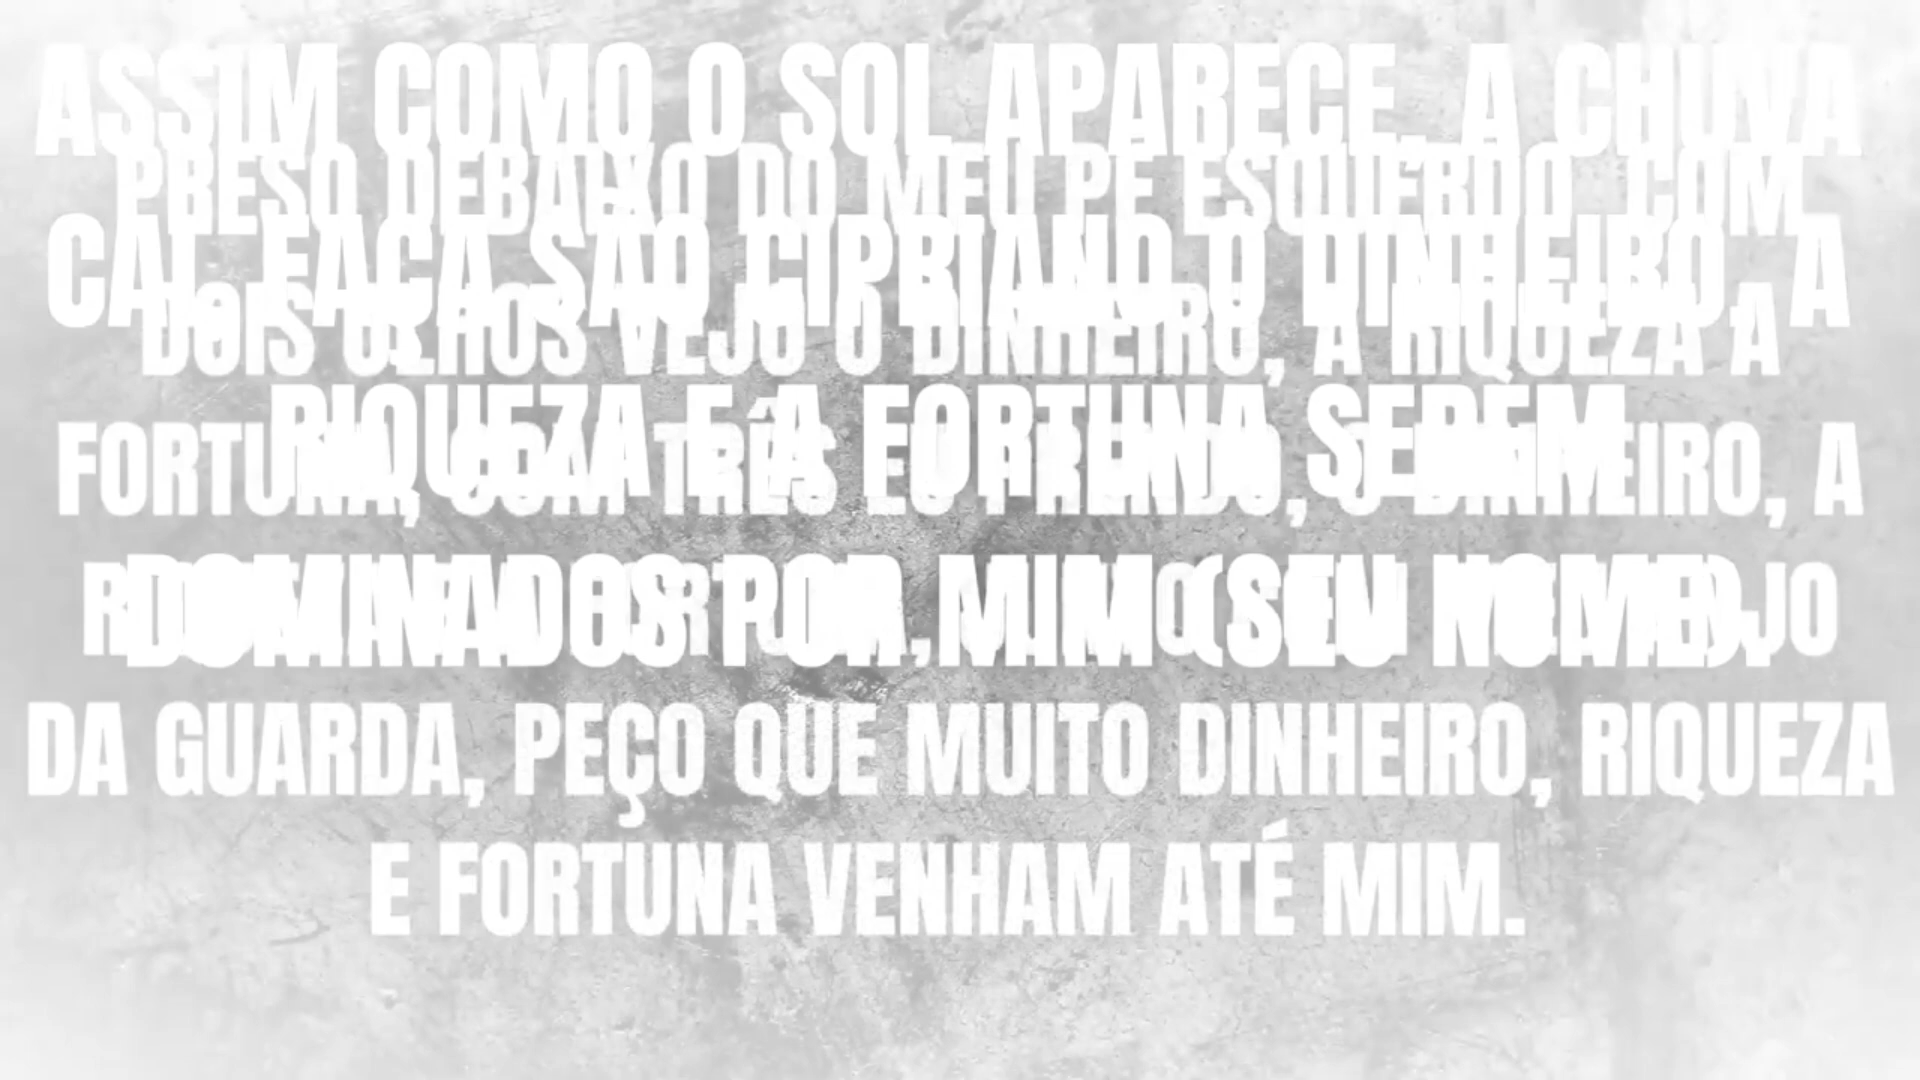 ASSIM COMO O SOL APARECE, A CHUVA
CAI, FAÇA SÃO CIPRIANO O DINHEIRO, A
RIQUEZA E A FORTUNA SEREM
DOMINADOS POR MIM (SEU NOME).
PRESO DEBAIXO DO MEU PE ESQUERDO, COM
DOIS OLHOS VEJO O DINHEIRO, A RIQUEZA A
FORTUNA, COM TRÊS EU PRENDO, O DINHEIRO, A
DA GUARDA, PEÇO QUE MUITO DINHEIRO, RIQUEZA
E FORTUNA VENHAM ATÉ MIM.